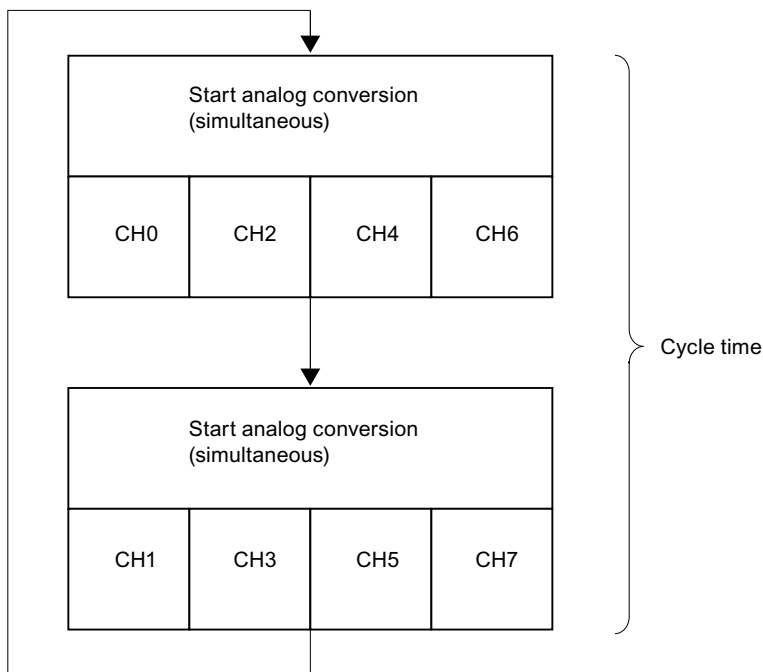 Start analog conversion
(simultaneous)
CH0 CH2 CH4 CH6
Cycle time
Start analog conversion
(simultaneous)
CH1 CH3 CH5 CH7